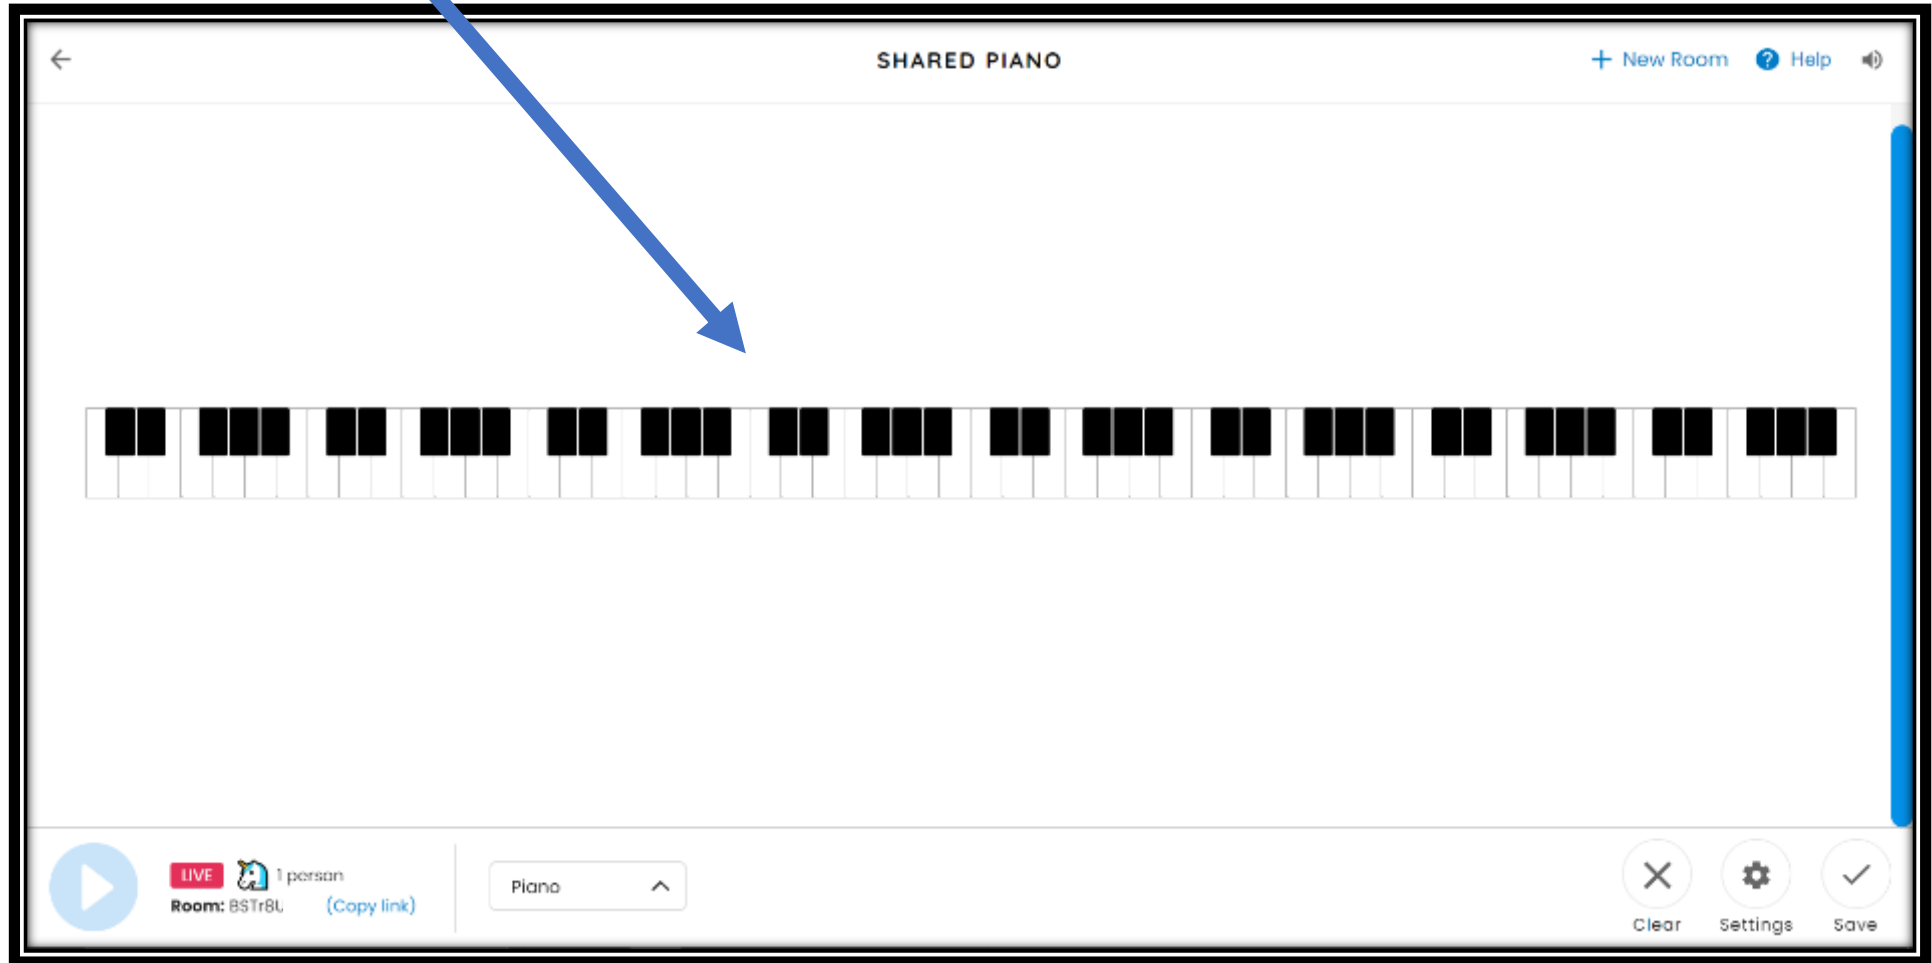 SHARED PIANO
+ New Room ? Help
LIVE 1 person
Room: BSTr8U (Copy link)
Piano
Clear Settings Save